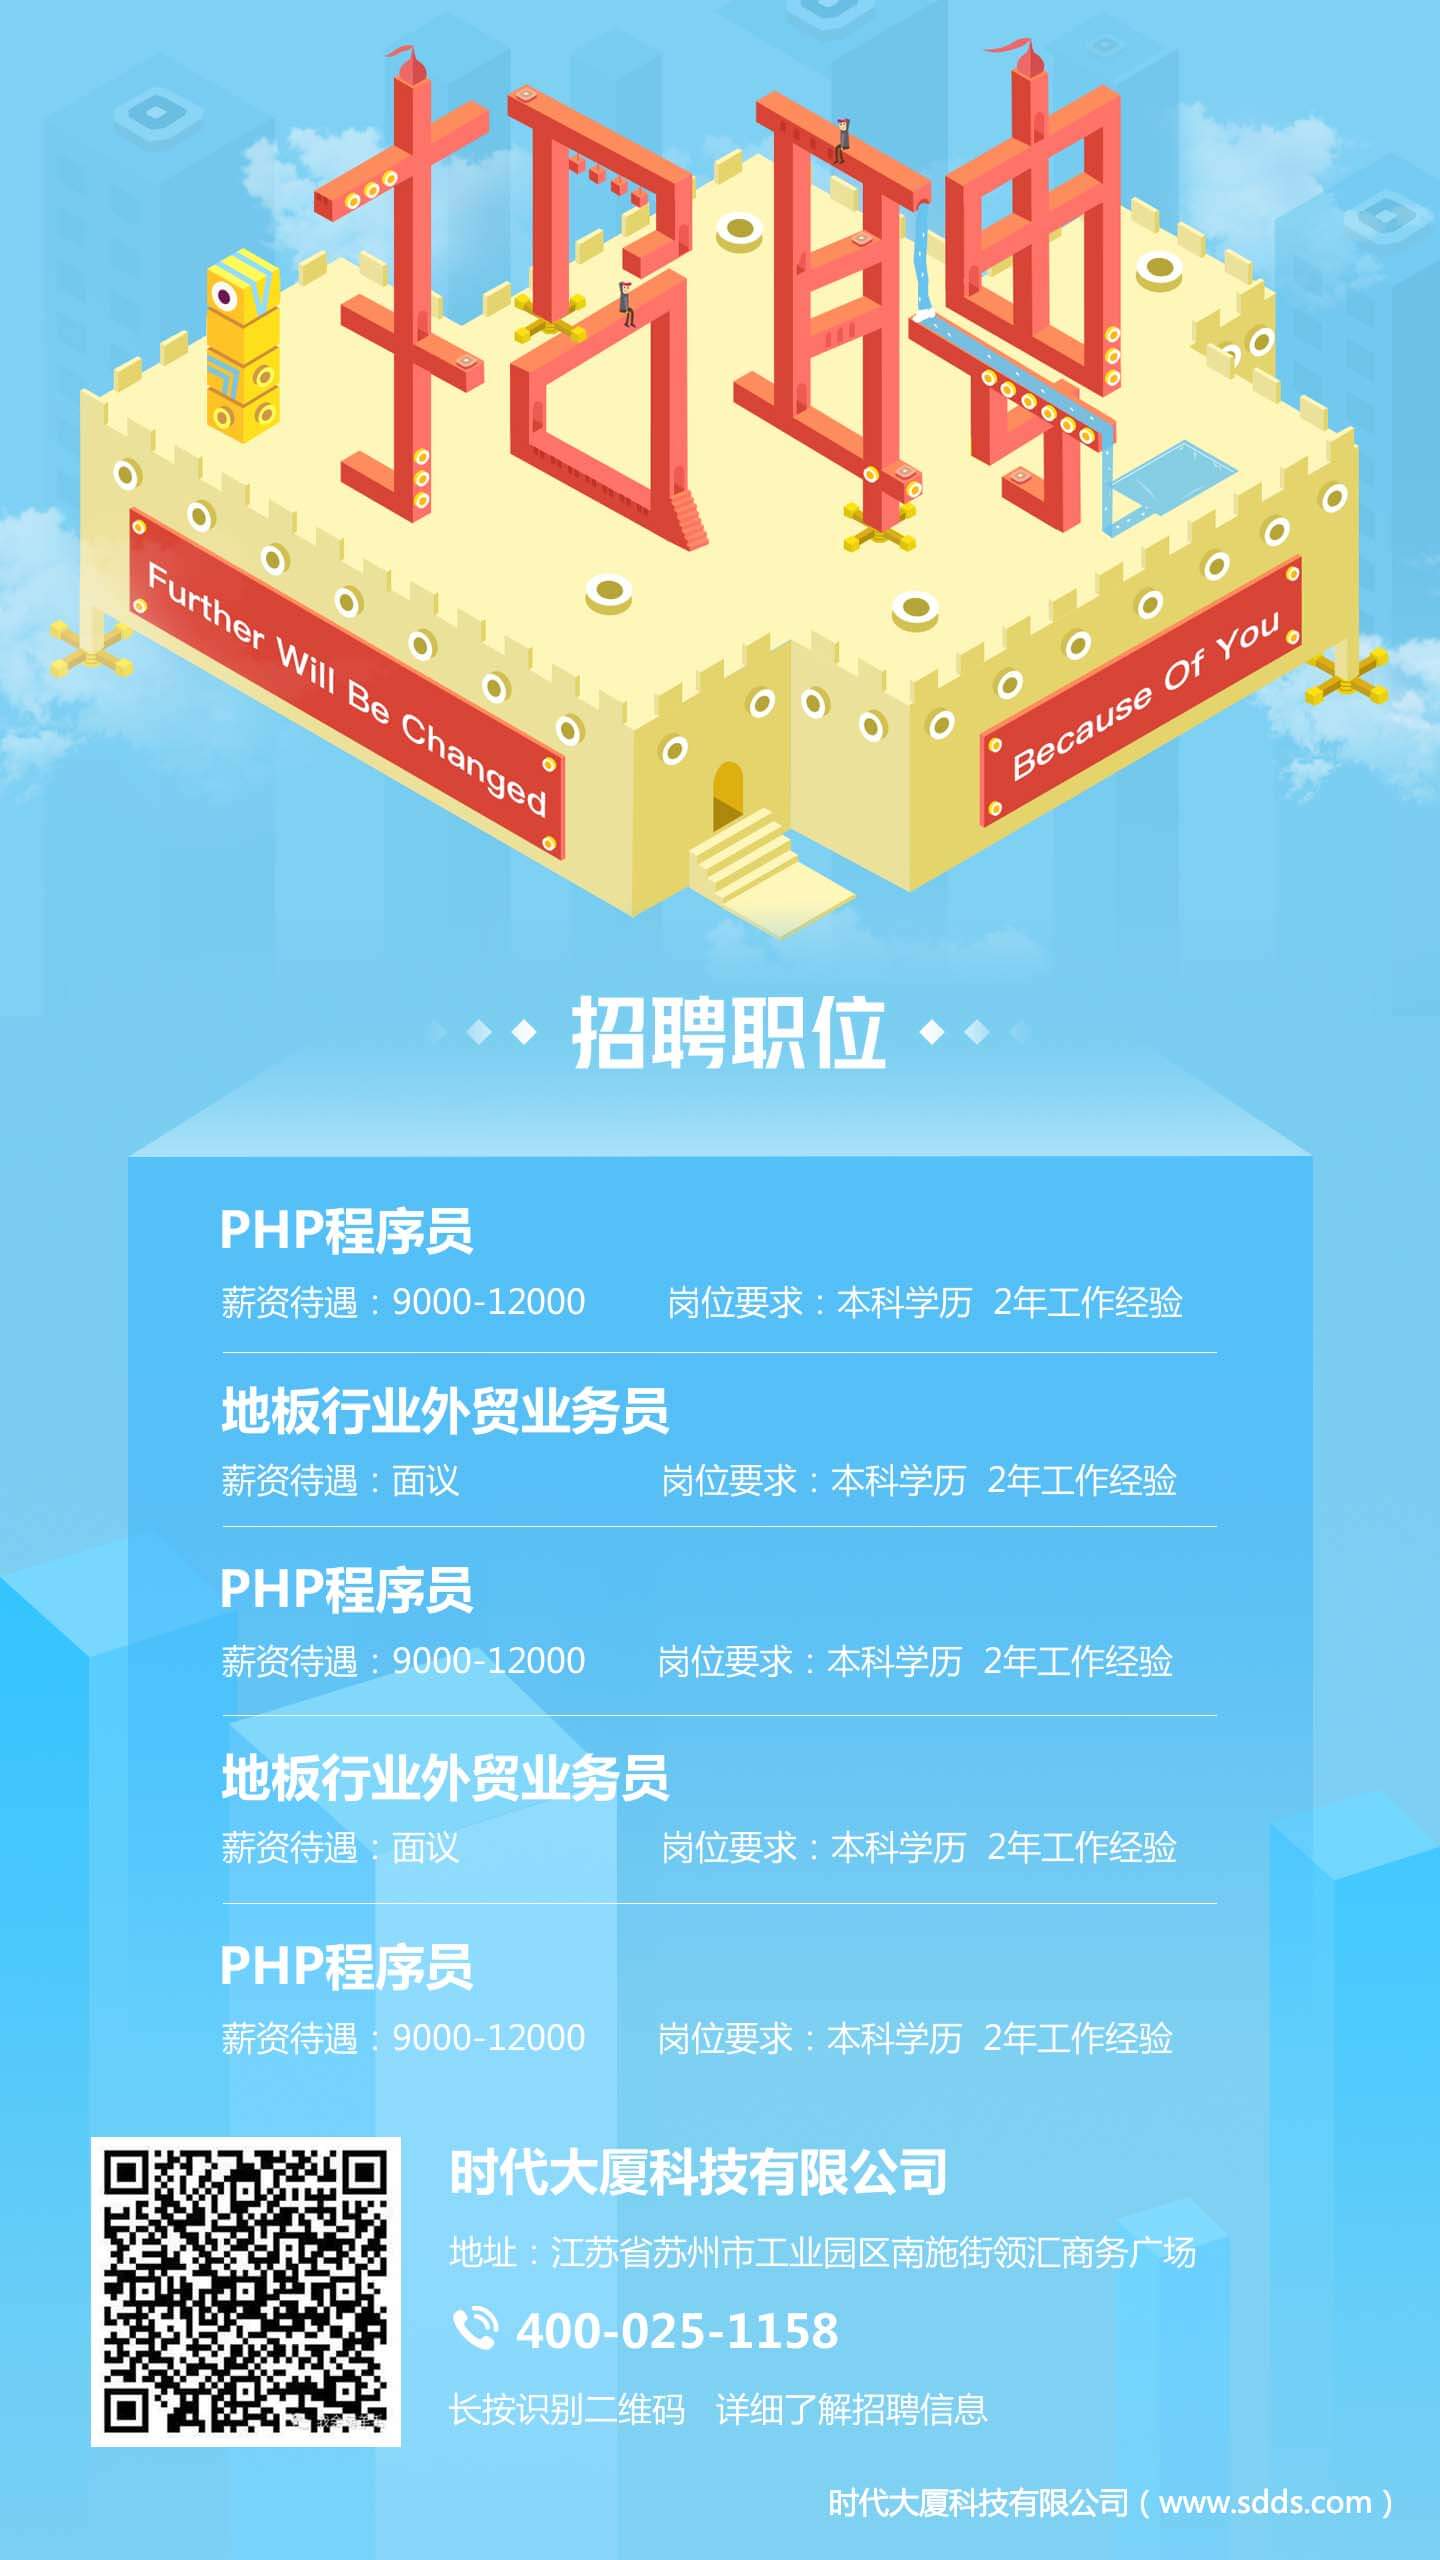 招聘
Further Will Be Changed
Because Of You
招聘职位
PHP程序员
薪资待遇：9000-12000 岗位要求：本科学历 2年工作经验
地板行业外贸业务员
薪资待遇：面议 岗位要求：本科学历 2年工作经验
PHP程序员
薪资待遇：9000-12000 岗位要求：本科学历 2年工作经验
地板行业外贸业务员
薪资待遇：面议 岗位要求：本科学历 2年工作经验
PHP程序员
薪资待遇：9000-12000 岗位要求：本科学历 2年工作经验
时代大厦科技有限公司
地址：江苏省苏州市工业园区南施街领汇商务广场
400-025-1158
长按识别二维码 详细了解招聘信息
时代大厦科技有限公司（www.sdds.com）